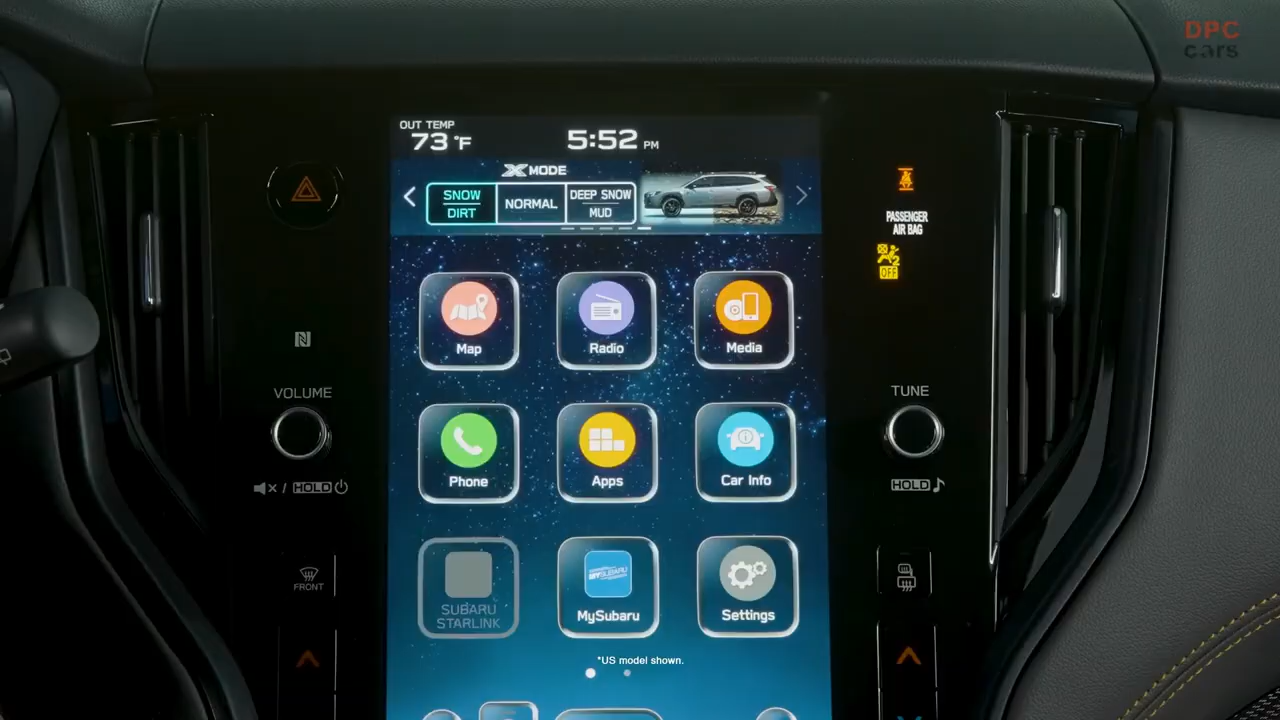 DPC
cars
OUT TEMP
73 °F
5:52 PM
X MODE
SNOW
DIRT
NORMAL
DEEP SNOW
MUD
PASSENGER
AIR BAG
OFF
Map
Radio
Media
VOLUME
TUNE
Phone
Apps
Car Info
/ HOLD
HOLD
FRONT
SUBARU
STARLINK
MYSUBARU
MySubaru
Settings
*US model shown.